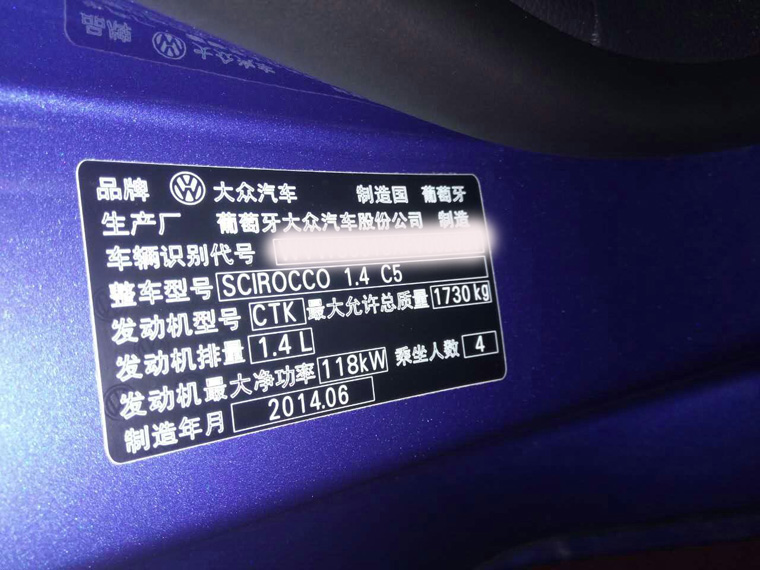 品牌 大众汽车 制造国 葡萄牙
生产厂 葡萄牙大众汽车股份公司 制造
车辆识别代号
整车型号 SCIROCCO 1.4 C5
发动机型号 CTK 最大允许总质量 1730kg
发动机排量 1.4L
发动机最大净功率 118kW 乘坐人数 4
制造年月 2014.06